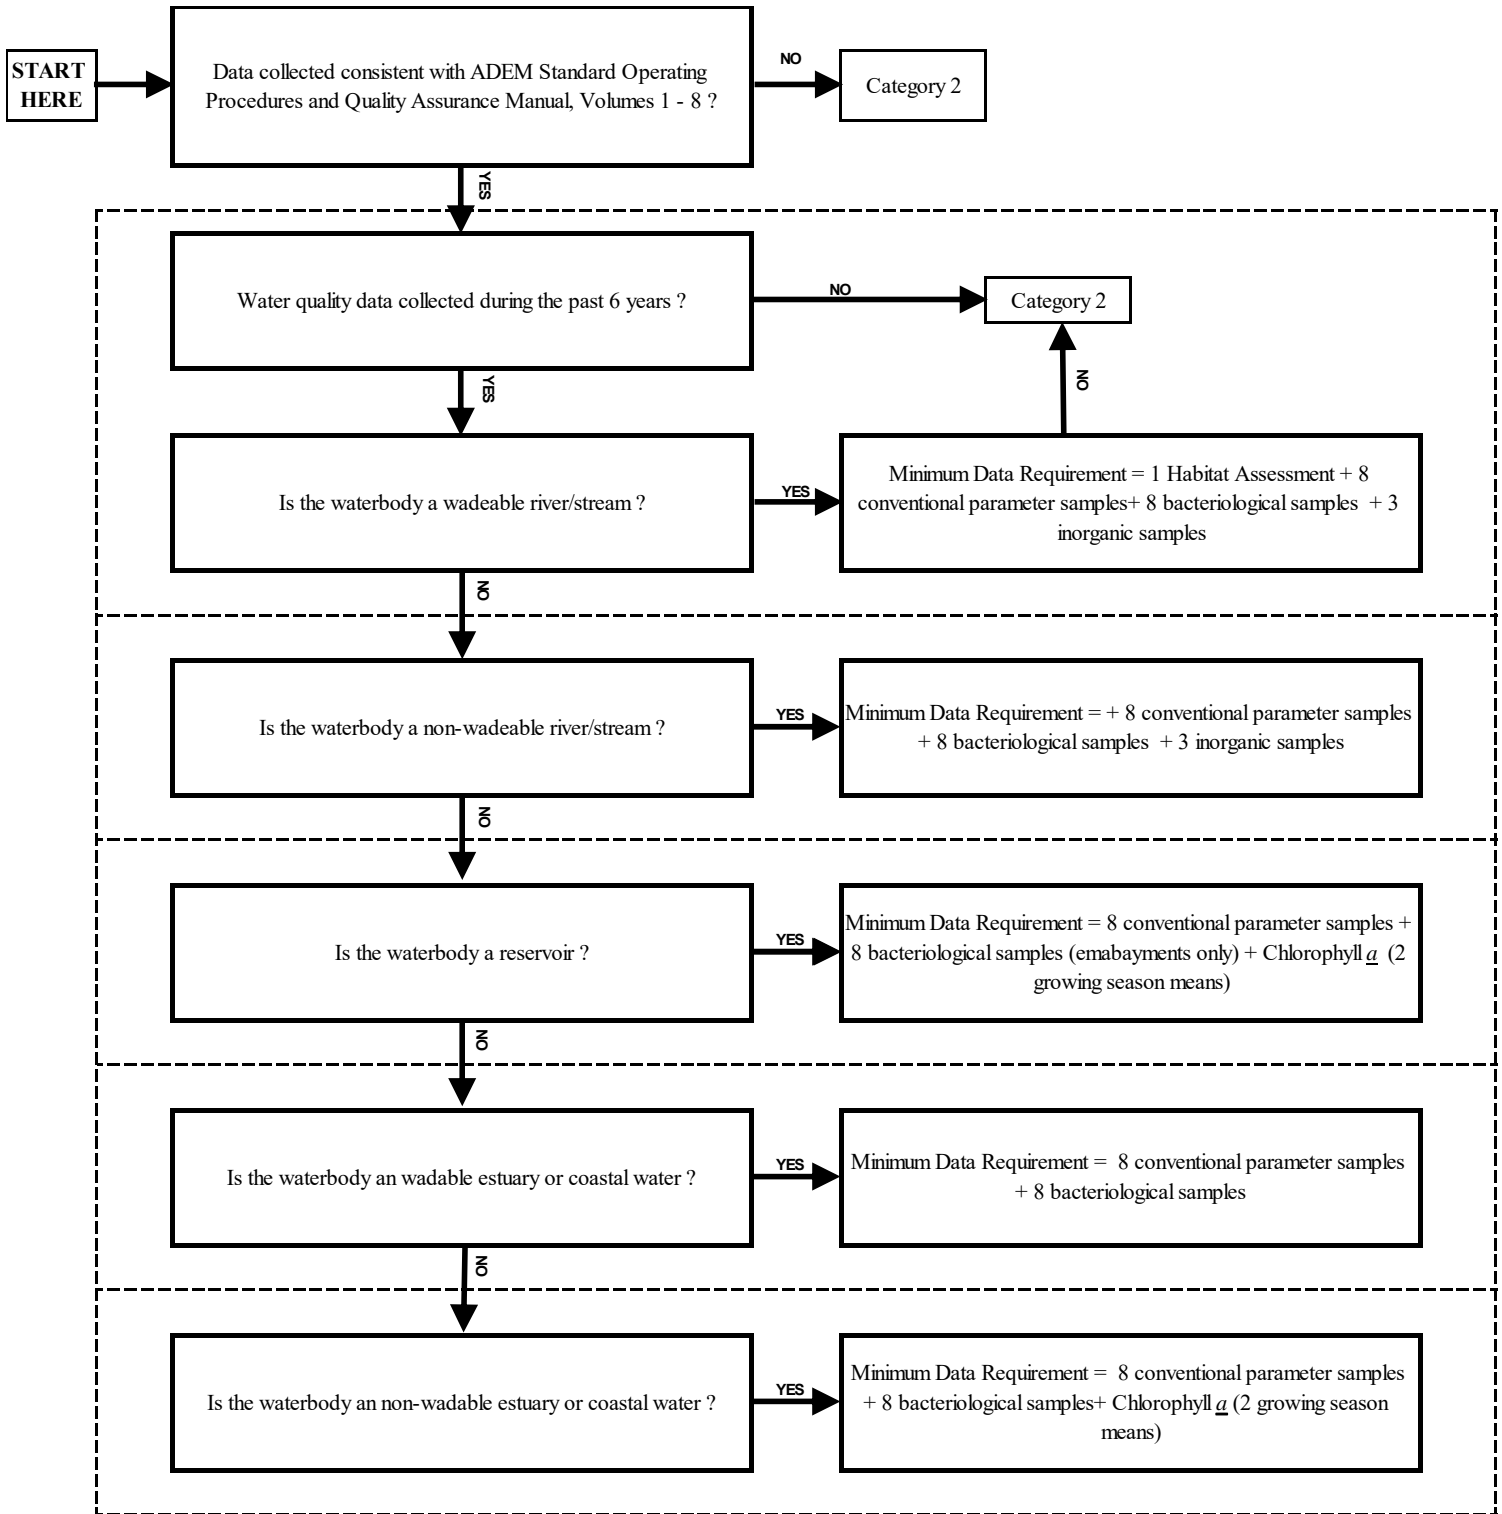 START
HERE
Data collected consistent with ADEM Standard Operating
Procedures and Quality Assurance Manual, Volumes 1 - 8 ?
NO
Category 2
YES
Water quality data collected during the past 6 years ?
NO
Category 2
YES
NO
Is the waterbody a wadeable river/stream ?
YES
Minimum Data Requirement = 1 Habitat Assessment + 8
conventional parameter samples+ 8 bacteriological samples + 3
inorganic samples
NO
Is the waterbody a non-wadeable river/stream ?
YES
Minimum Data Requirement = + 8 conventional parameter samples
+ 8 bacteriological samples + 3 inorganic samples
NO
Is the waterbody a reservoir ?
YES
Minimum Data Requirement = 8 conventional parameter samples +
8 bacteriological samples (emabayments only) + Chlorophyll a (2
growing season means)
NO
Is the waterbody an wadable estuary or coastal water ?
YES
Minimum Data Requirement = 8 conventional parameter samples
+ 8 bacteriological samples
NO
Is the waterbody an non-wadable estuary or coastal water ?
YES
Minimum Data Requirement = 8 conventional parameter samples
+ 8 bacteriological samples+ Chlorophyll a (2 growing season
means)